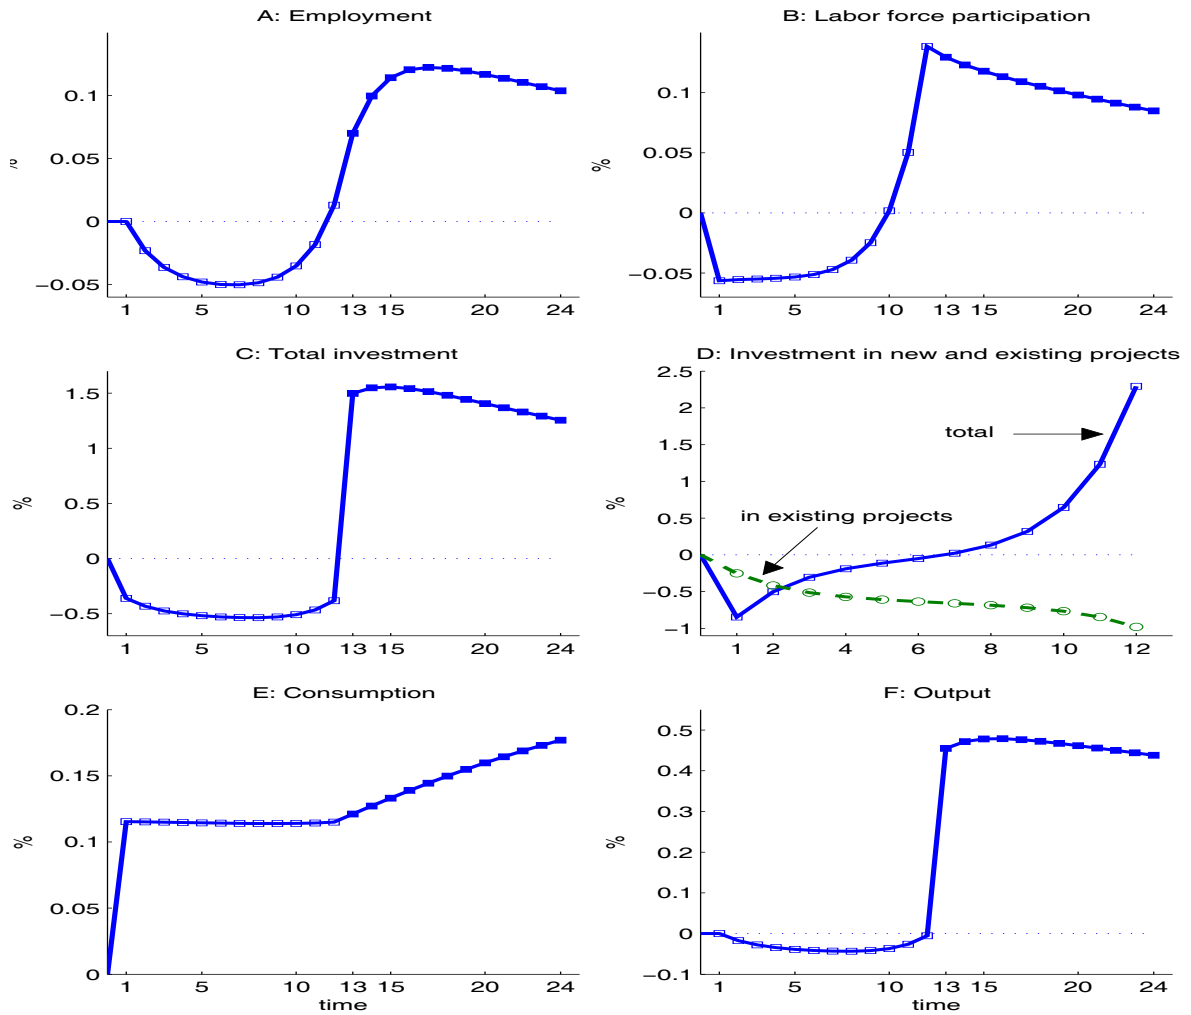 A: Employment
B: Labor force participation
0.1
0.05
0
−0.05
%
1 5 10 13 15 20 24
0.1
0.05
0
−0.05
%
1 5 10 13 15 20 24
C: Total investment
D: Investment in new and existing projects
1.5
1
0.5
0
−0.5
%
1 5 10 13 15 20 24
2.5
2
1.5
1
0.5
0
−0.5
−1
%
total
in existing projects
1 2 4 6 8 10 12
E: Consumption
F: Output
0.2
0.15
0.1
0.05
0
%
1 5 10 13 15 20 24
time
0.5
0.4
0.3
0.2
0.1
0
−0.1
%
1 5 10 13 15 20 24
time